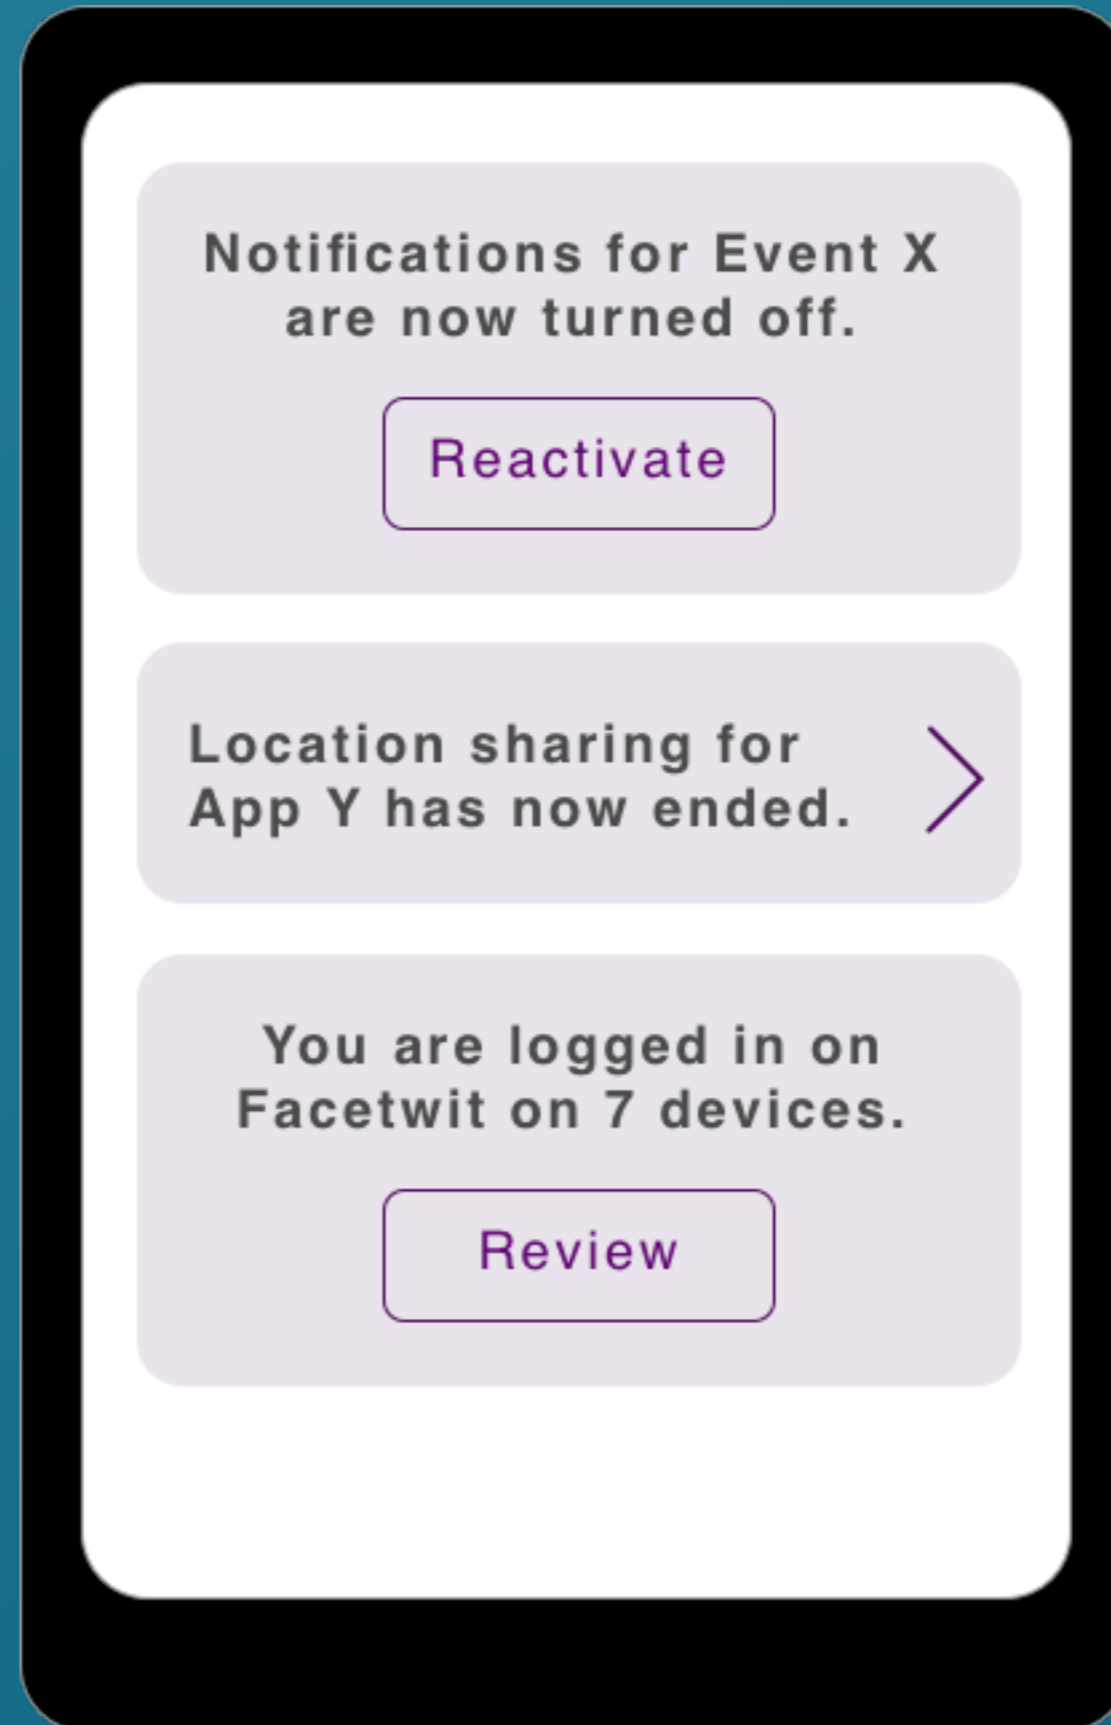 Notifications for Event X
are now turned off.
Reactivate
Location sharing for
App Y has now ended.
You are logged in on
Facetwit on 7 devices.
Review